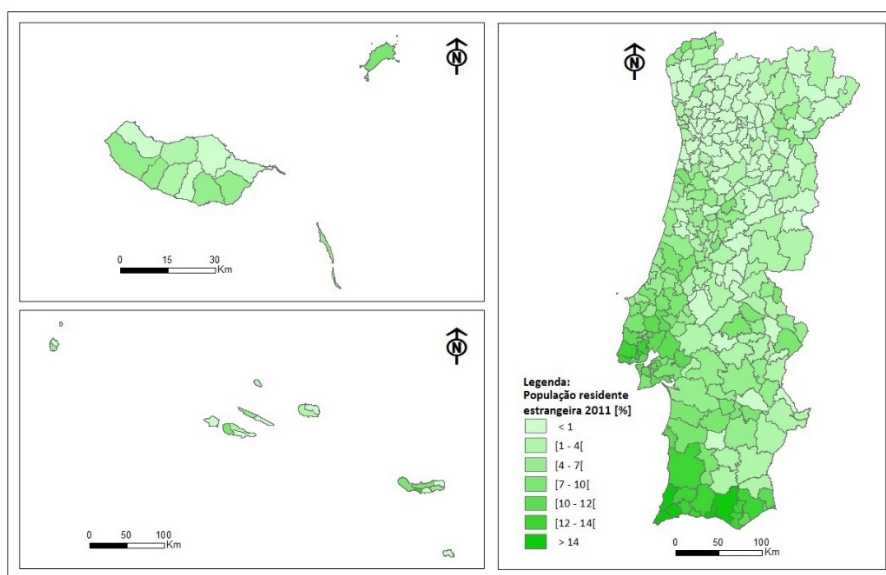 N
0 15 30
Km
N
0 50 100
Km
N
Legenda:
População residente
estrangeira 2011 [%]
< 1
[1 - 4[
[4 - 7[
[7 - 10[
[10 - 12[
[12 - 14[
> 14
0 50 100
Km